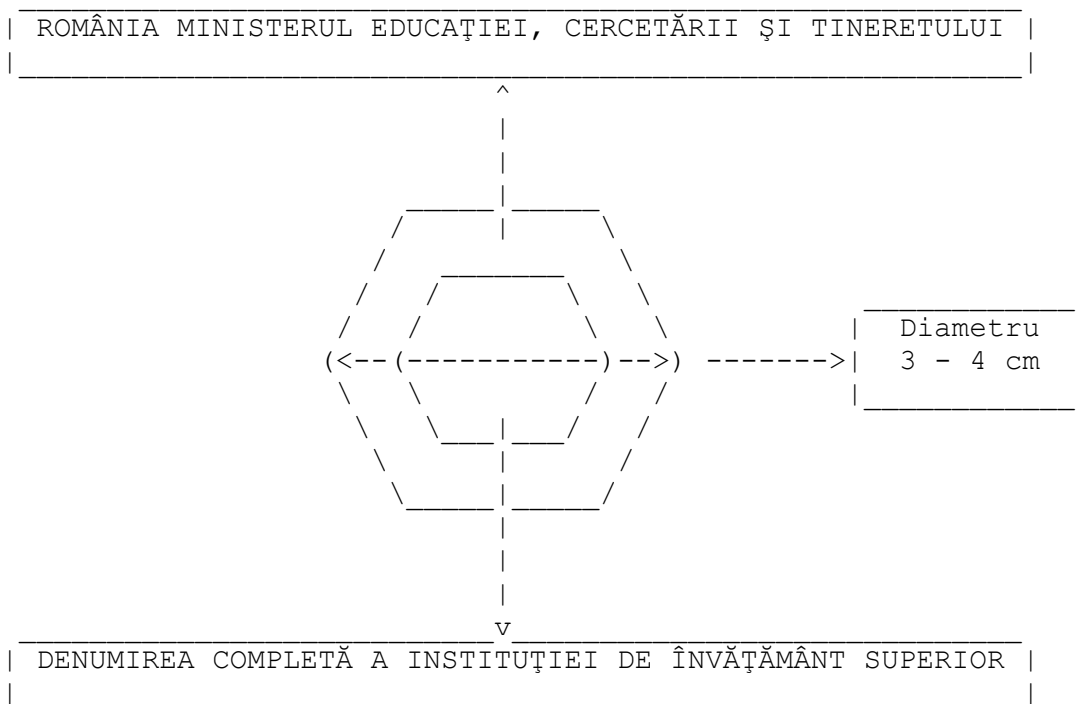 ROMÂNIA MINISTERUL EDUCAŢIEI, CERCETĂRII ŞI TINERETULUI
Diametru
3 - 4 cm
DENUMIREA COMPLETĂ A INSTITUŢIEI DE ÎNVĂŢĂMÂNT SUPERIOR